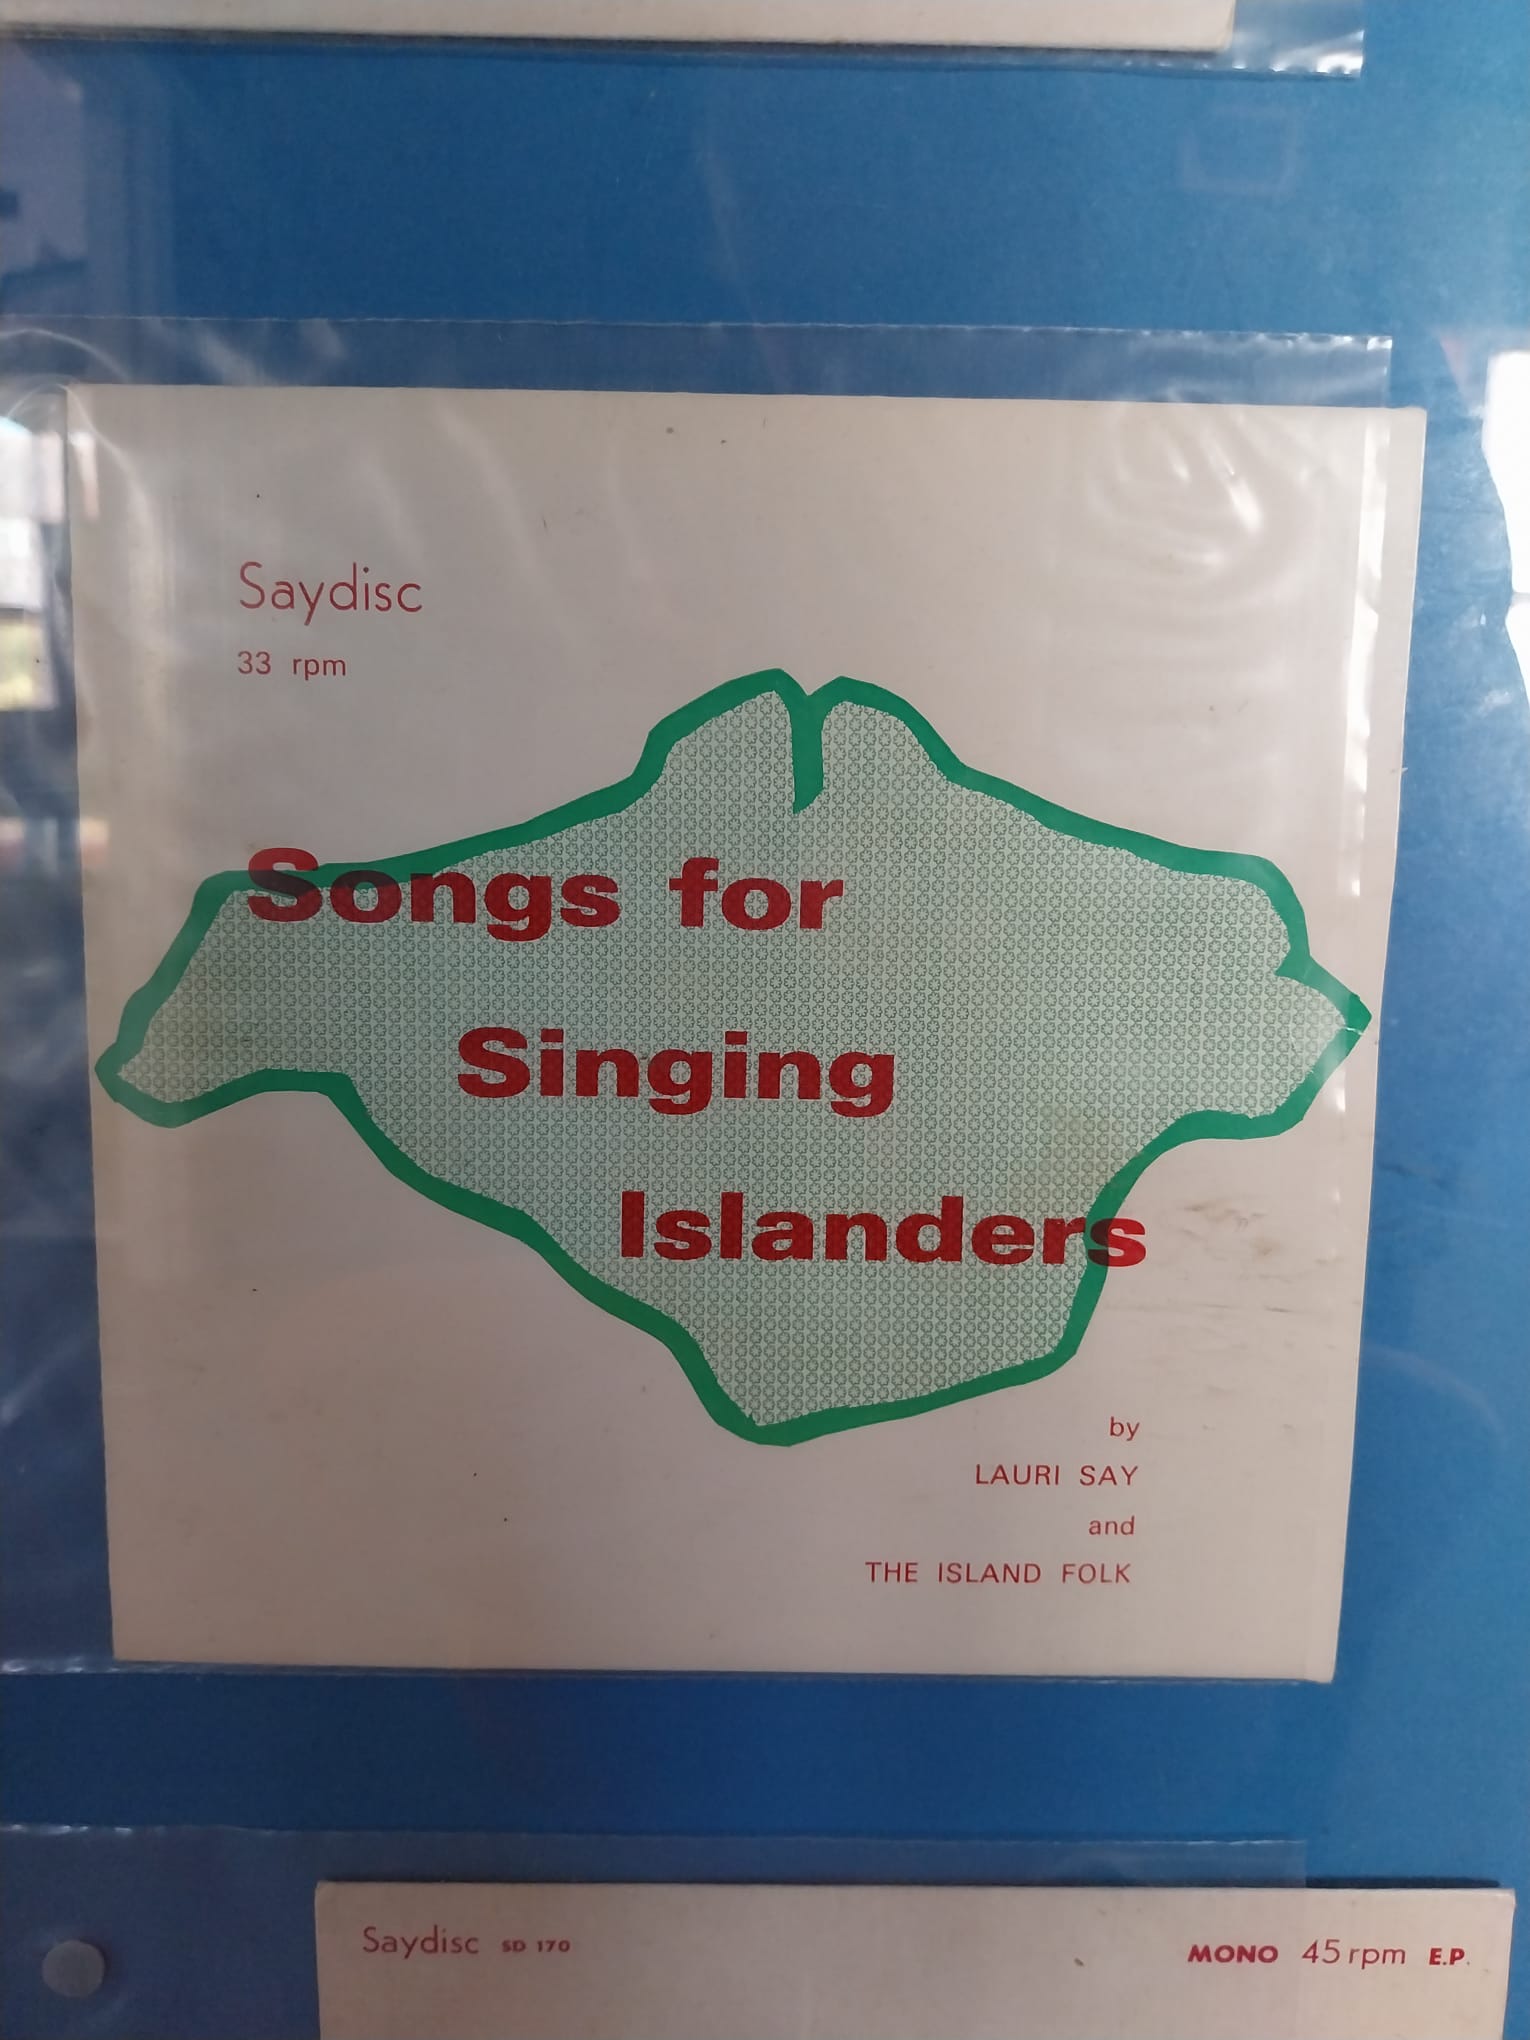 Saydisc
33 rpm
Songs for
Singing
Islanders
by
LAURI SAY
and
THE ISLAND FOLK
Saydisc SD 170 MONO 45 rpm E.P.